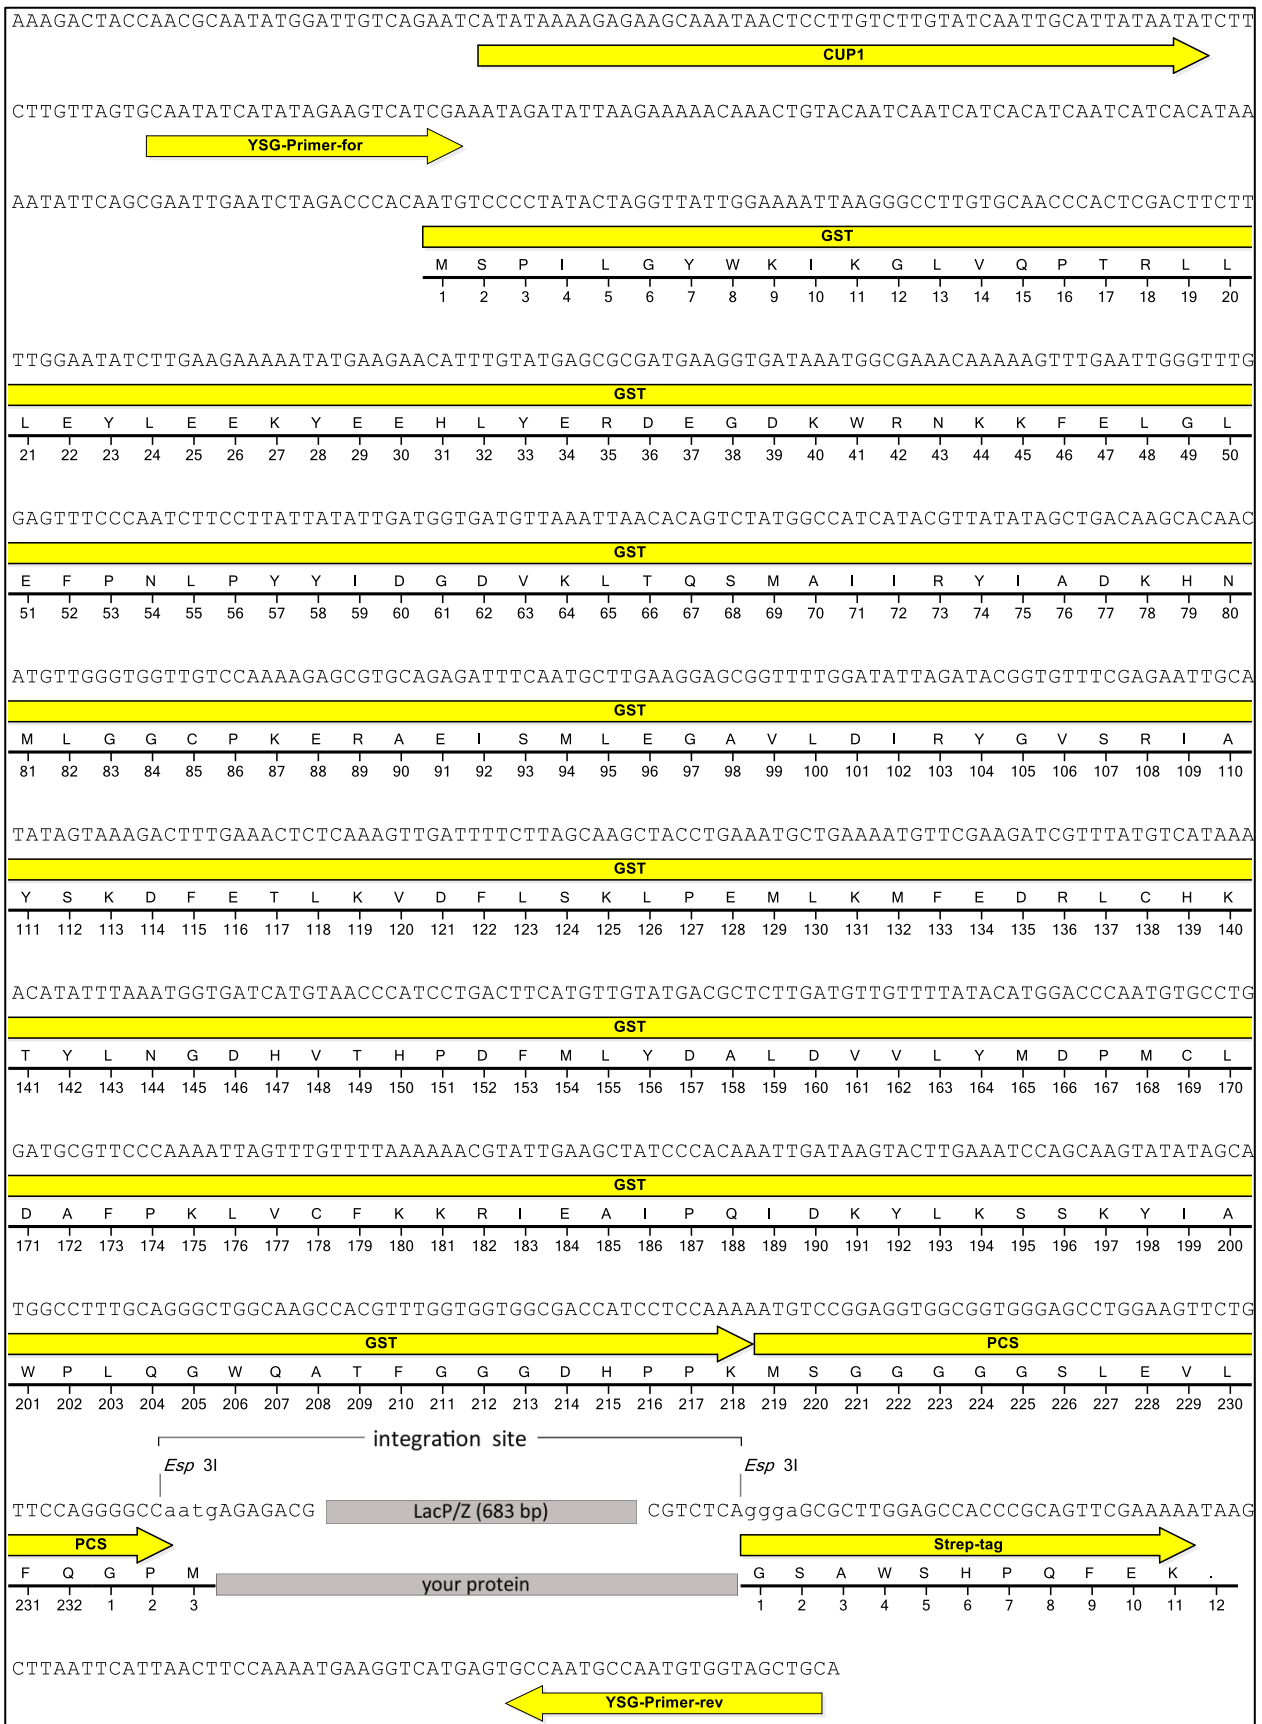 AAAGACTACCAACGCAATATGGATTGTCAGAATCATATAAAAGAGAAGCAAATAACTCCTTGTCTTGTATCAATTGCATTATAATATCTT
CUP1
CTTGTTAGTGCAATATCATATAGAAGTCATCGAAATAGATATTAAGAAAAACAAACTGTACAATCAATCATCACATCAATCATCACATAA
YSG-Primer-for
AATATTCAGCGAATTGAATCTAGACCCACAATGTCCCCTATACTAGGTTATTGGAAAATTAAGGGCCTTGTGCAACCCACTCGACTTCTT
GST
M S P I L G Y W K I K G L V Q P T R L L
1 2 3 4 5 6 7 8 9 10 11 12 13 14 15 16 17 18 19 20
TTGGAATATCTTGAAGAAAAATATGAAGAACATTTGTATGAGCGCGATGAAGGTGATAAATGGCGAAACAAAAAGTTTGAATTGGGTTTG
GST
L E Y L E E K Y E E H L Y E R D E G D K W R N K K F E L G L
21 22 23 24 25 26 27 28 29 30 31 32 33 34 35 36 37 38 39 40 41 42 43 44 45 46 47 48 49 50
GAGTTTCCCAATCTTCCTTATTATATTGATGGTGATGTTAAATTAACACAGTCTATGGCCATCATACGTTATATAGCTGACAAGCACAAC
GST
E F P N L P Y Y I D G D V K L T Q S M A I I R Y I A D K H N
51 52 53 54 55 56 57 58 59 60 61 62 63 64 65 66 67 68 69 70 71 72 73 74 75 76 77 78 79 80
ATGTTGGGTGGTTGTCCAAAAGAGCGTGCAGAGATTTCAATGCTTGAAGGAGCGGTTTTGGATATTAGATACGGTGTTTCGAGAATTGCA
GST
M L G G C P K E R A E I S M L E G A V L D I R Y G V S R I A
81 82 83 84 85 86 87 88 89 90 91 92 93 94 95 96 97 98 99 100 101 102 103 104 105 106 107 108 109 110
TATAGTAAAGACTTTGAAACTCTCAAAGTTGATTTTCTTAGCAAGCTACCTGAAATGCTGAAAATGTTCGAAGATCGTTTATGTCATAAA
GST
Y S K D F E T L K V D F L S K L P E M L K M F E D R L C H K
111 112 113 114 115 116 117 118 119 120 121 122 123 124 125 126 127 128 129 130 131 132 133 134 135 136 137 138 139 140
ACATATTTAAATGGTGATCATGTAACCCATCCTGACTTCATGTTGTATGACGCTCTTGATGTTGTTTTATACATGGACCCAATGTGCCTG
GST
T Y L N G D H V T H P D F M L Y D A L D V V L Y M D P M C L
141 142 143 144 145 146 147 148 149 150 151 152 153 154 155 156 157 158 159 160 161 162 163 164 165 166 167 168 169 170
GATGCGTTCCCAAAATTAGTTTGTTTTAAAAAACGTATTGAAGCTATCCCACAAATTGATAAGTACTTGAAATCCAGCAAGTATATAGCA
GST
D A F P K L V C F K K R I E A I P Q I D K Y L K S S K Y I A
171 172 173 174 175 176 177 178 179 180 181 182 183 184 185 186 187 188 189 190 191 192 193 194 195 196 197 198 199 200
TGGCCTTTGCAGGGCTGGCAAGCCACGTTTGGTGGTGGCGACCATCCTCCAAAAATGTCCGGAGGTGGCGGTGGGAGCCTGGAAGTTCTG
GST PCS
W P L Q G W Q A T F G G G D H P P K M S G G G G G S L E V L
201 202 203 204 205 206 207 208 209 210 211 212 213 214 215 216 217 218 219 220 221 222 223 224 225 226 227 228 229 230
integration site
Esp 3I Esp 3I
TTCCAGGGGCCaatgAGAGACG LacP/Z (683 bp) CGTCTCAgggaGCGCTTGGAGCCACCCGCAGTTCGAAAAATAAG
PCS Strep-tag
F Q G P M your protein G S A W S H P Q F E K .
231 232 1 2 3 1 2 3 4 5 6 7 8 9 10 11 12
CTTAATTCATTAACTTCCAAAATGAAGGTCATGAGTGCCAATGCCAATGTGGTAGCTGCA
YSG-Primer-rev